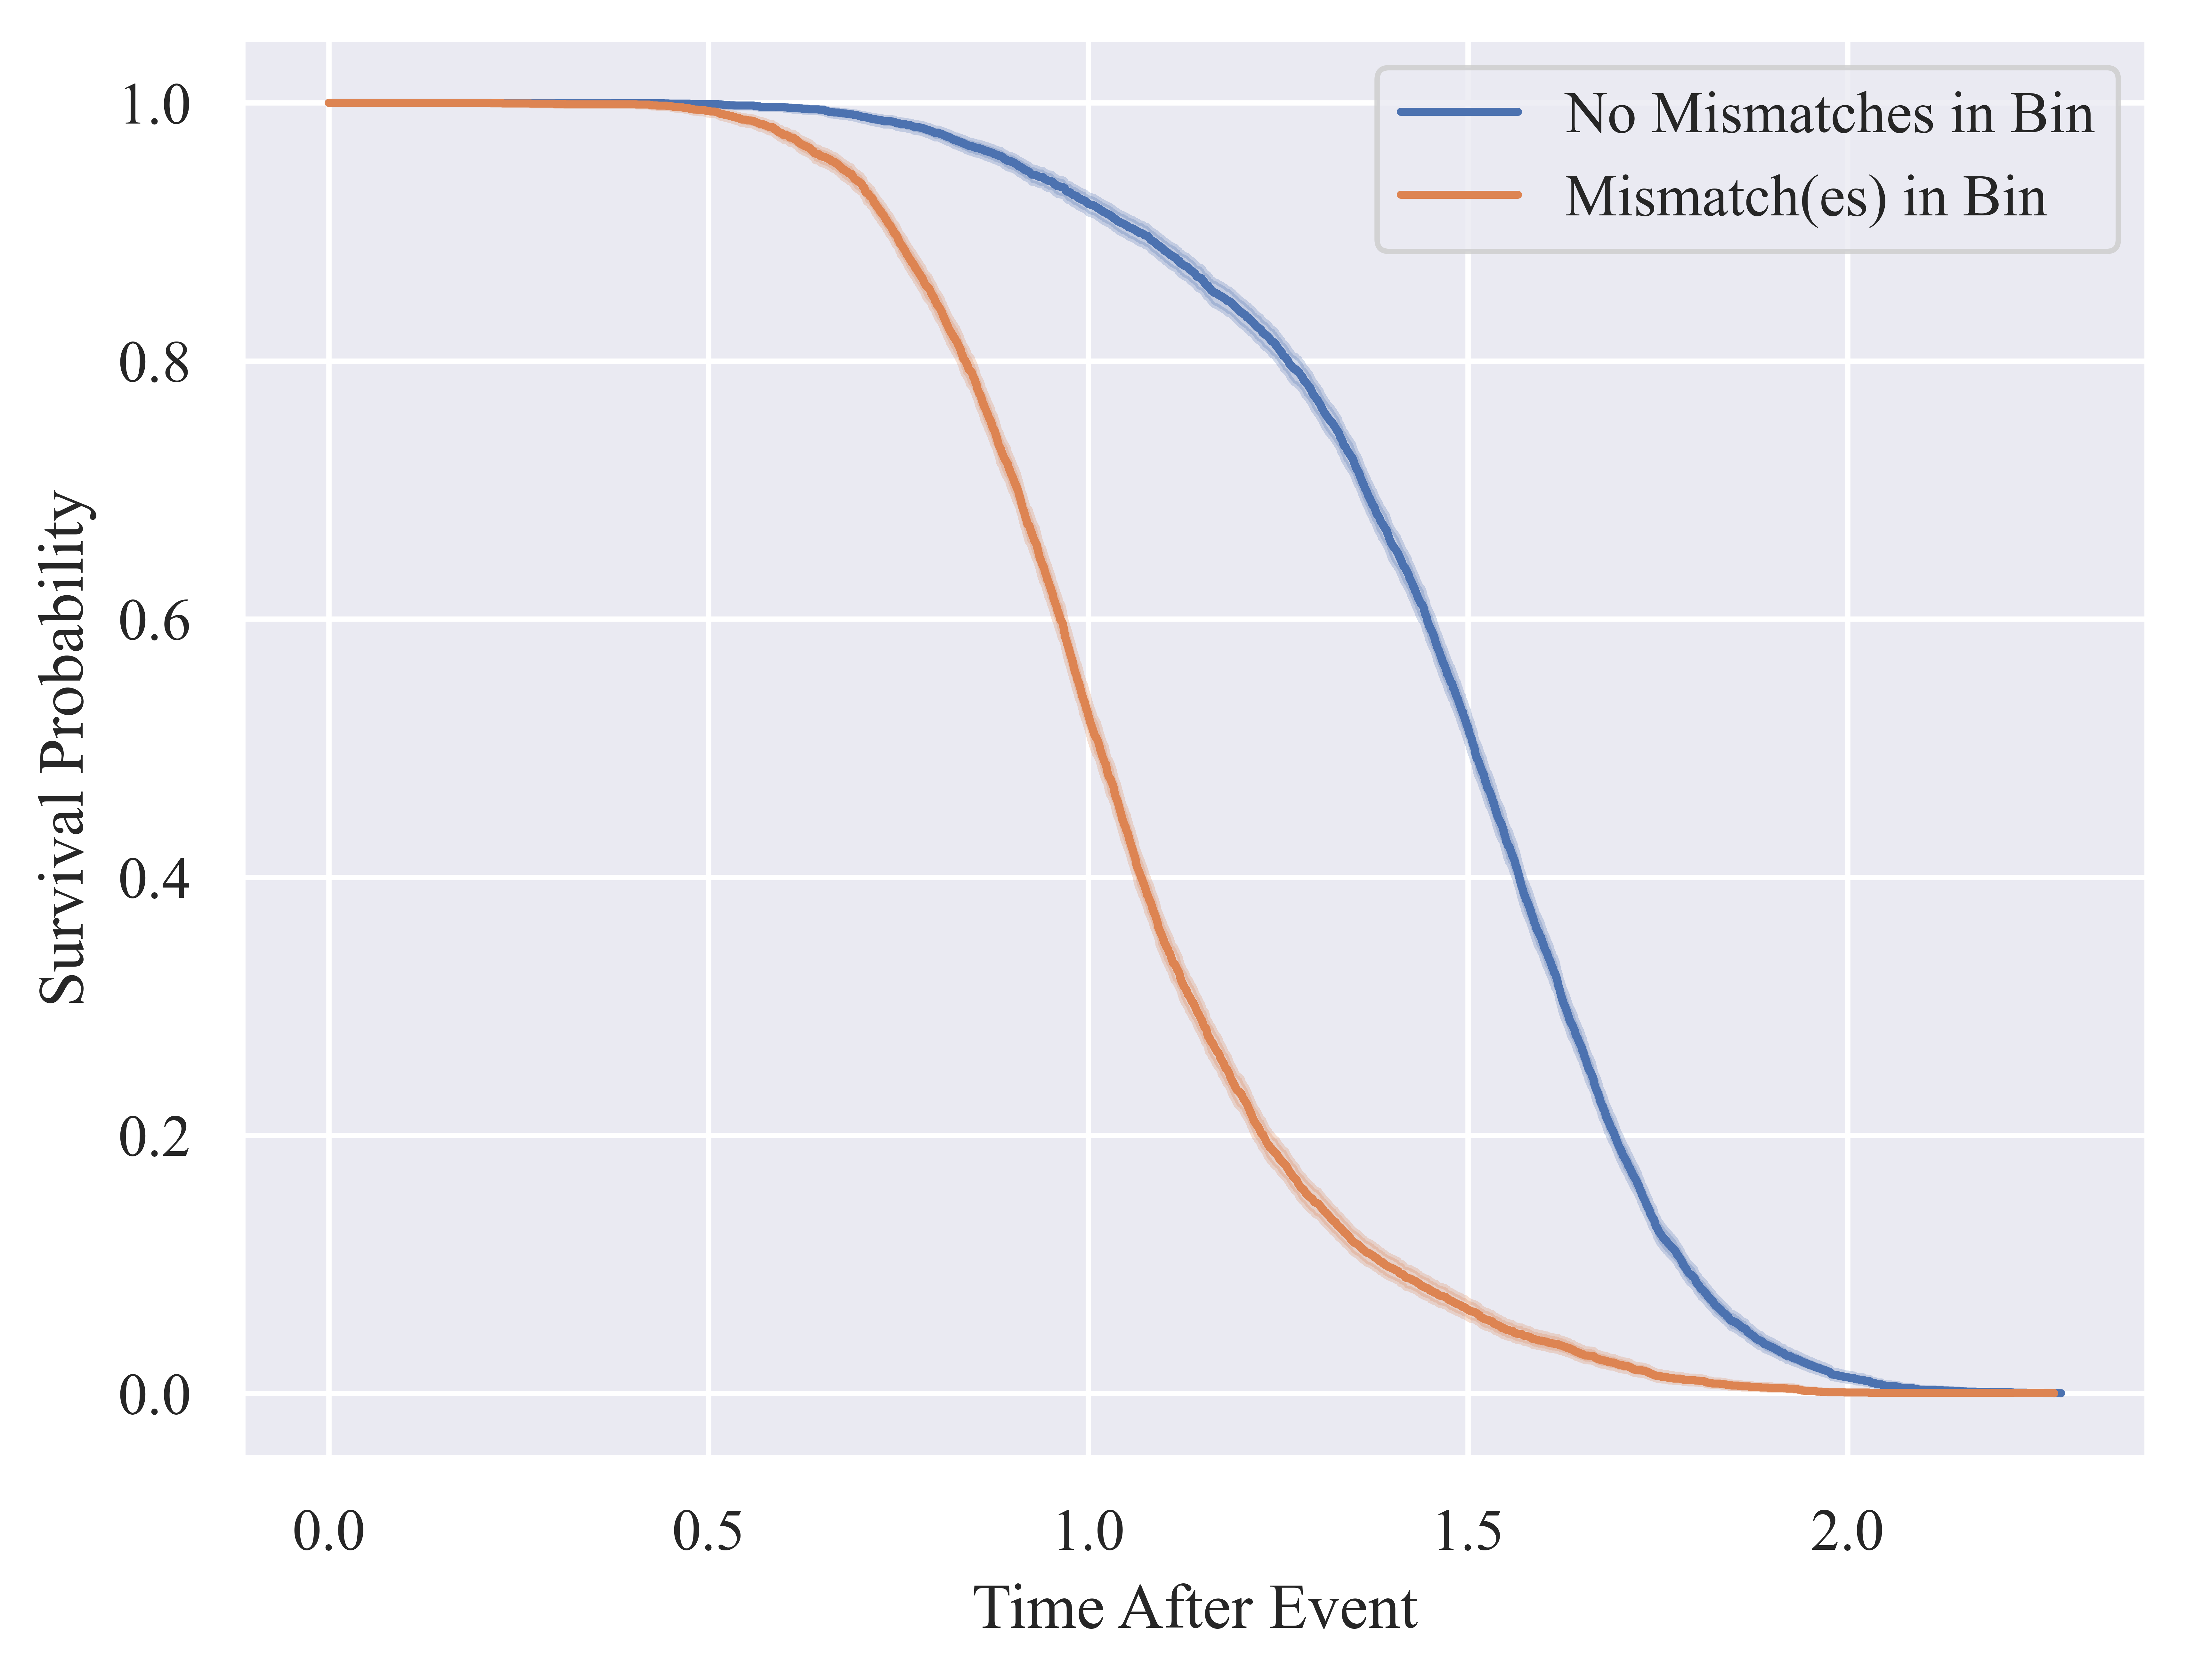 No Mismatches in Bin
Mismatch(es) in Bin
1.0
0.8
0.6
0.4
0.2
0.0
Survival Probability
0.0 0.5 1.0 1.5 2.0
Time After Event